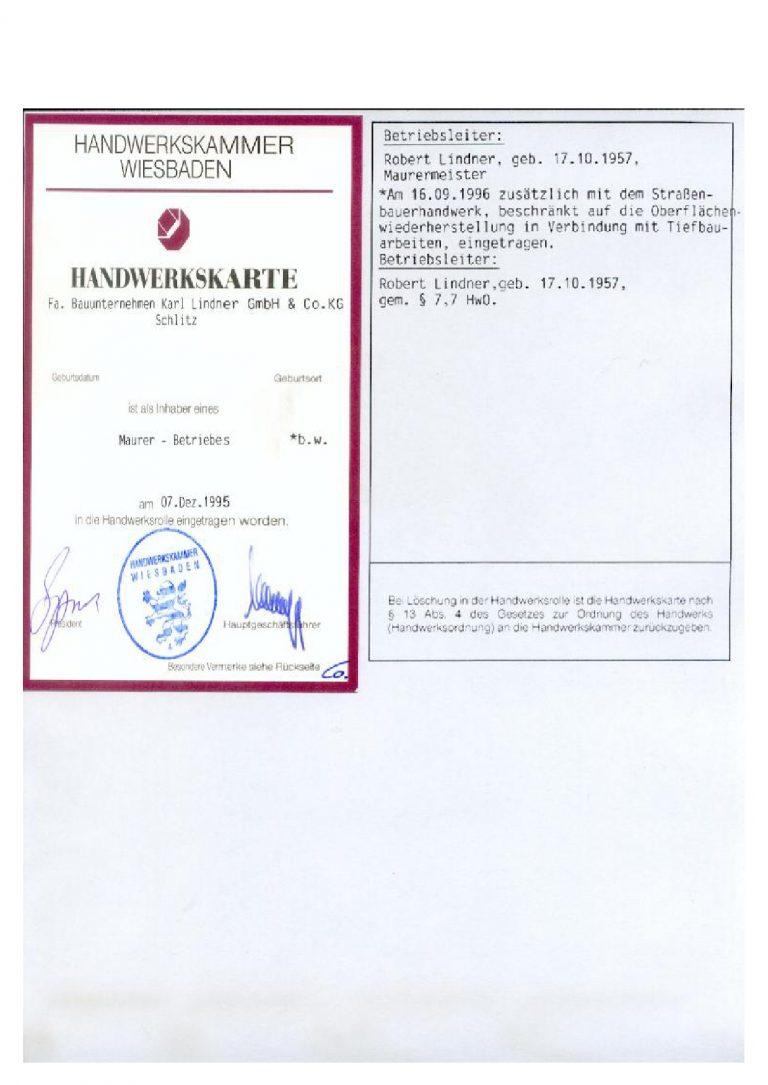 HANDWERKSKAMMER
WIESBADEN
HANDWERKSKARTE
Fa. Bauunternehmen Karl Lindner GmbH & Co.KG
Schlitz
Geburtsdatum Geburtsort
ist als Inhaber eines
Maurer - Betriebes *b.w.
am 07.Dez.1995
in die Handwerksrolle eingetragen worden.
HANDWERKSKAMMER
WIESBADEN
Präsident
Hauptgeschäftsführer
Besondere Vermerke siehe Rückseite
Co.
Betriebsleiter:
Robert Lindner, geb. 17.10.1957,
Maurermeister
*Am 16.09.1996 zusätzlich mit dem Straßen-
bauerhandwerk, beschränkt auf die Oberflächen-
wiederherstellung in Verbindung mit Tiefbau-
arbeiten, eingetragen.
Betriebsleiter:
Robert Lindner,geb. 17.10.1957,
gem. § 7,7 HwO.
Bei Löschung in der Handwerksrolle ist die Handwerkskarte nach
§ 13 Abs. 4 des Gesetzes zur Ordnung des Handwerks
(Handwerksordnung) an die Handwerkskammer zurückzugeben.